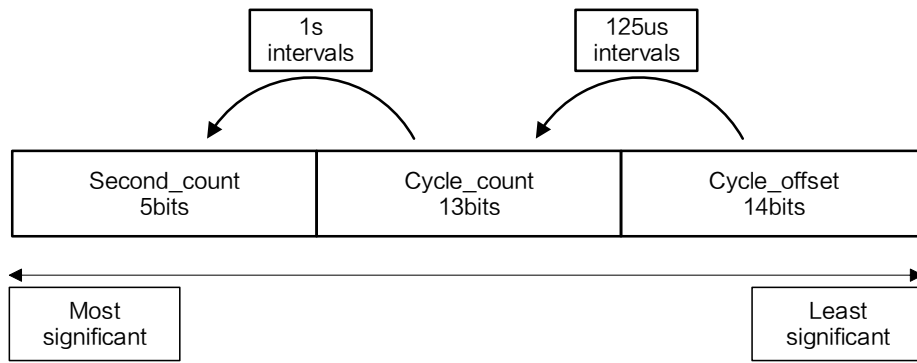 1s
intervals
125us
intervals
Second_count
5bits
Cycle_count
13bits
Cycle_offset
14bits
Most
significant
Least
significant